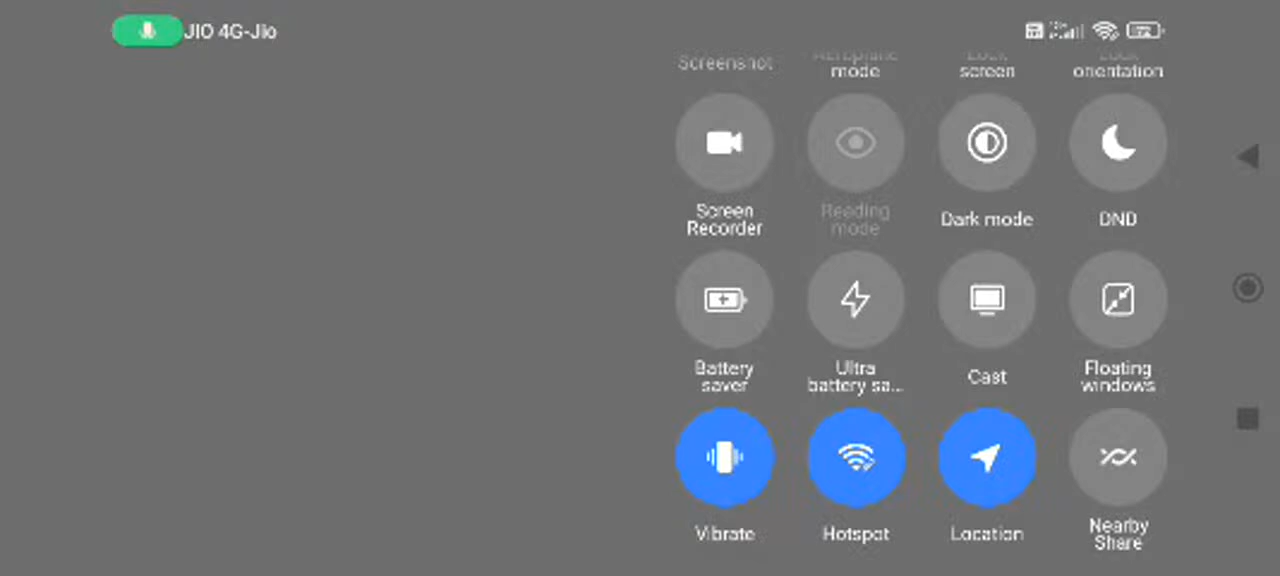 JIO 4G-Jio
Screenshot
Aeroplane
mode
Lock
screen
Lock
orientation
Screen
Recorder
Reading
mode
Dark mode
DND
Battery
saver
Ultra
battery sa...
Cast
Floating
windows
Vibrate
Hotspot
Location
Nearby
Share